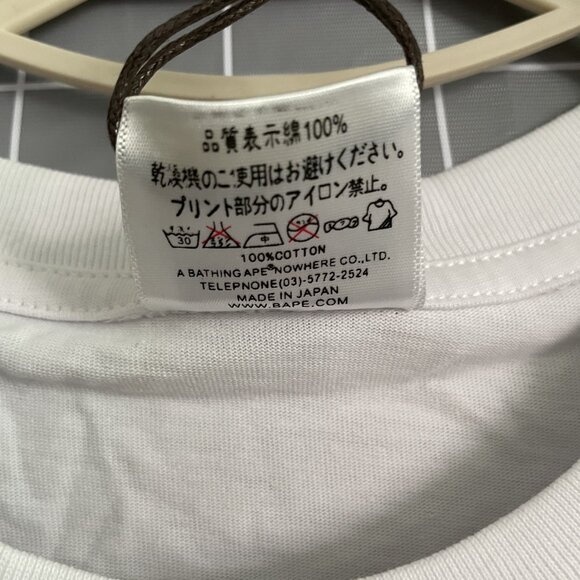 品質表示綿100%
乾燥機のご使用はお避けください。
プリント部分のアイロン禁止。
30 中
100%COTTON
A BATHING APE® NOWHERE CO.,LTD.
TELEPNONE(03)-5772-2524
MADE IN JAPAN
WWW.BAPE.COM